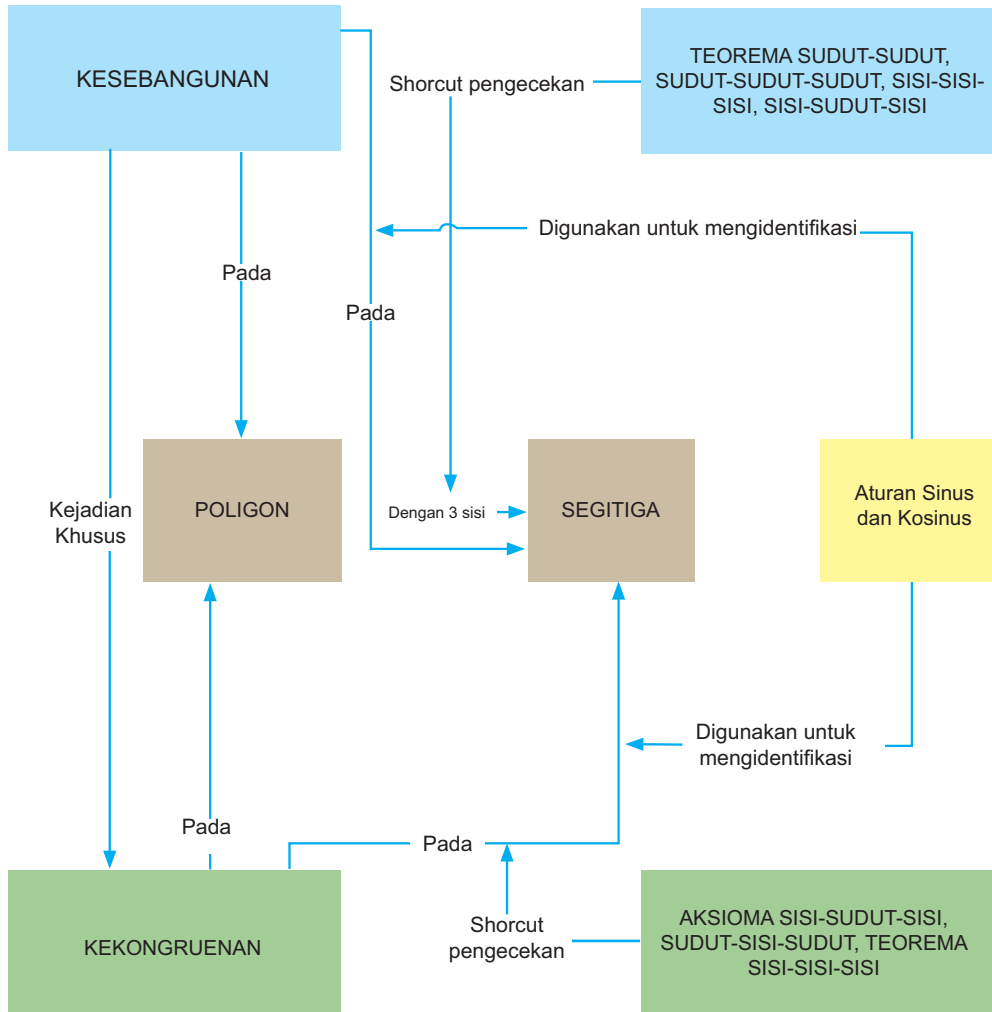 KESEBANGUNAN
Shorcut pengecekan
TEOREMA SUDUT-SUDUT,
SUDUT-SUDUT-SUDUT, SISI-SISI-
SISI, SISI-SUDUT-SISI
Digunakan untuk mengidentifikasi
Pada
Pada
Kejadian
Khusus
POLIGON
Dengan 3 sisi
SEGITIGA
Aturan Sinus
dan Kosinus
Digunakan untuk
mengidentifikasi
Pada
Pada
KEKONGRUENAN
Shorcut
pengecekan
AKSIOMA SISI-SUDUT-SISI,
SUDUT-SISI-SUDUT, TEOREMA
SISI-SISI-SISI